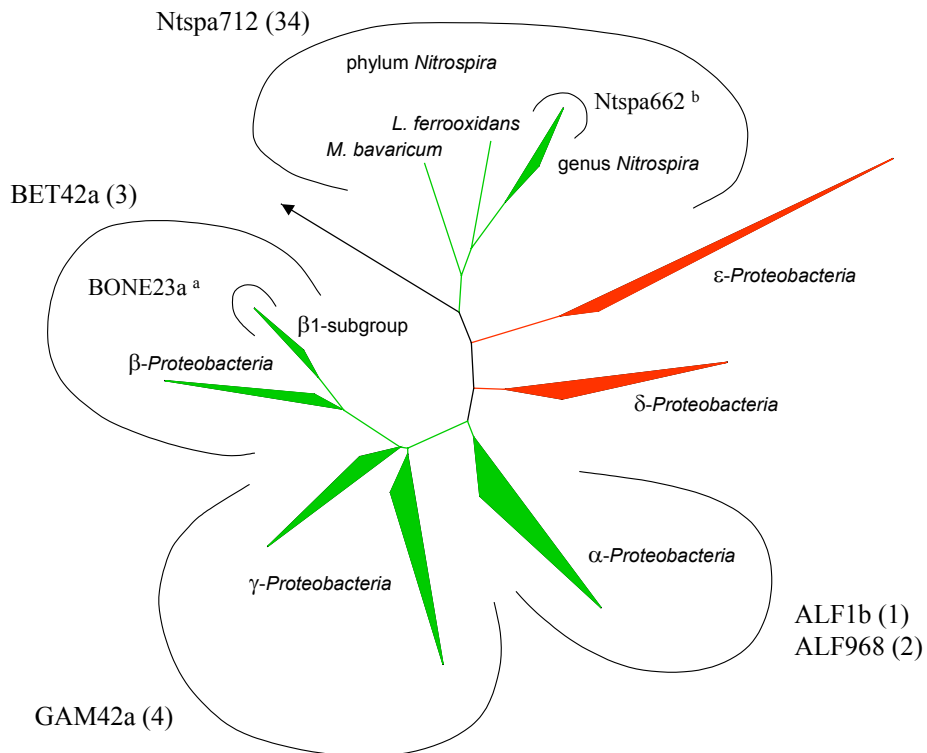 Ntspa712 (34)
phylum Nitrospira
Ntspa662 b
L. ferrooxidans
M. bavaricum
genus Nitrospira
BET42a (3)
ε-Proteobacteria
BONE23a a
β1-subgroup
β-Proteobacteria
δ-Proteobacteria
α-Proteobacteria
γ-Proteobacteria
ALF1b (1)
ALF968 (2)
GAM42a (4)